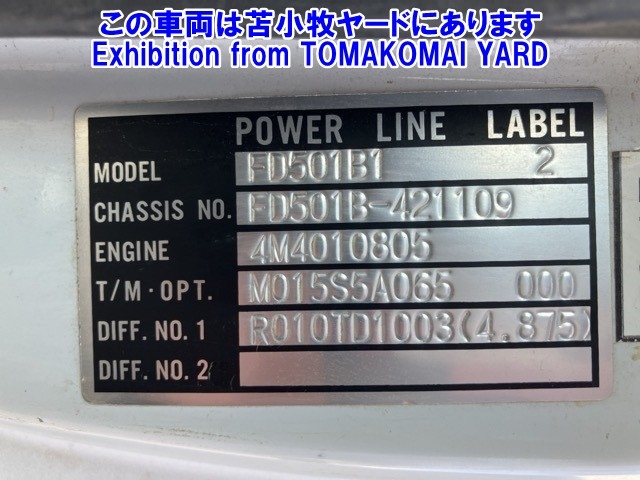 この車両は苫小牧ヤードにあります
Exhibition from TOMAKOMAI YARD
POWER LINE LABEL
MODEL FD501B1 2
CHASSIS NO. FD501B-421109
ENGINE 4M4010805
T/M·OPT. M015S5A065 000
DIFF. NO. 1 R010TD1003(4.875)
DIFF. NO. 2